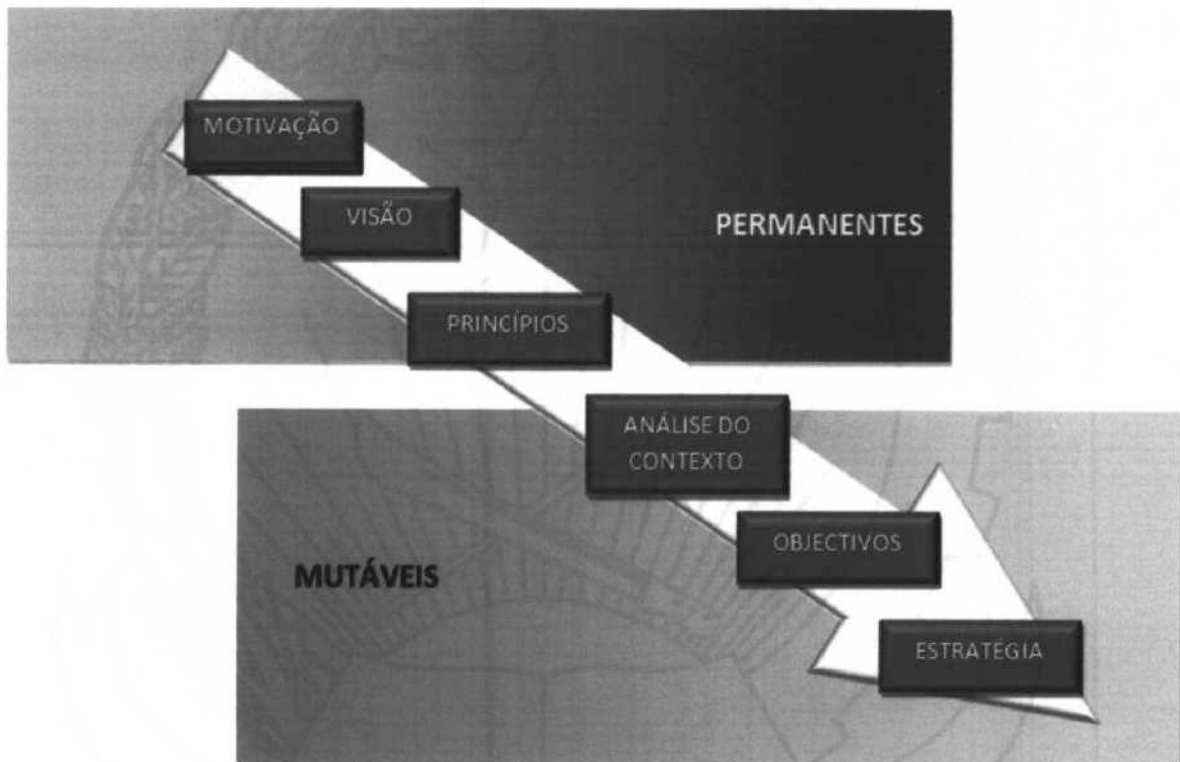 MOTIVAÇÃO
VISÃO
PERMANENTES
PRINCÍPIOS
ANÁLISE DO
CONTEXTO
OBJECTIVOS
MUTÁVEIS
ESTRATÉGIA